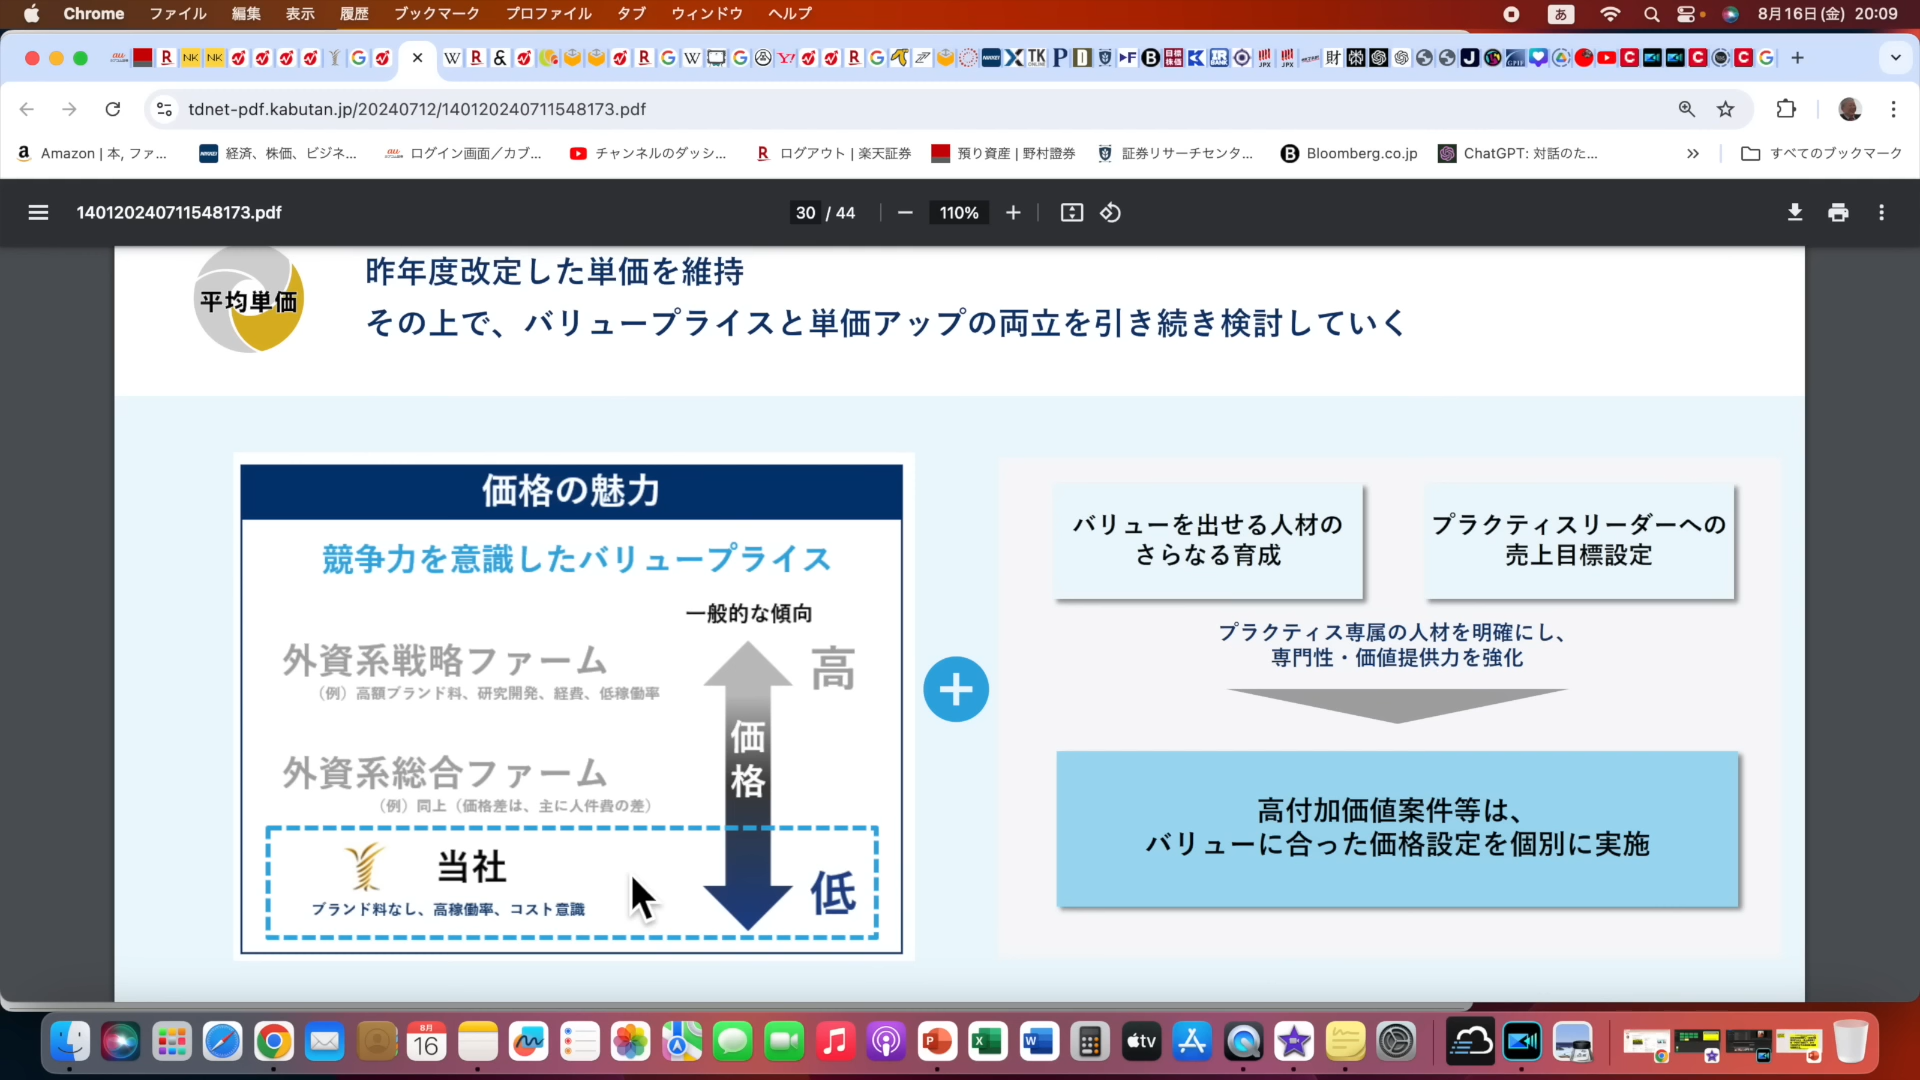 Chrome ファイル 編集 表示 履歴 ブックマーク プロファイル タブ ウィンドウ ヘルプ
あ 8月16日(金) 20:09
tdnet-pdf.kabutan.jp/20240712/140120240711548173.pdf
Amazon | 本, ファ... 経済、株価、ビジネ... ログイン画面／カブ... チャンネルのダッシ... ログアウト | 楽天証券 預り資産 | 野村證券 証券リサーチセンタ... Bloomberg.co.jp ChatGPT: 対話のた... すべてのブックマーク
140120240711548173.pdf 30 / 44 110%
平均単価
昨年度改定した単価を維持
その上で、バリュープライスと単価アップの両立を引き続き検討していく
価格の魅力
競争力を意識したバリュープライス
一般的な傾向
外資系戦略ファーム
（例）高額ブランド料、研究開発、経費、低稼働率
高
価格
外資系総合ファーム
（例）同上（価格差は、主に人件費の差）
当社
ブランド料なし、高稼働率、コスト意識
低
バリューを出せる人材の
さらなる育成
プラクティスリーダーへの
売上目標設定
プラクティス専属の人材を明確にし、
専門性・価値提供力を強化
高付加価値案件等は、
バリューに合った価格設定を個別に実施
8月
16
tv